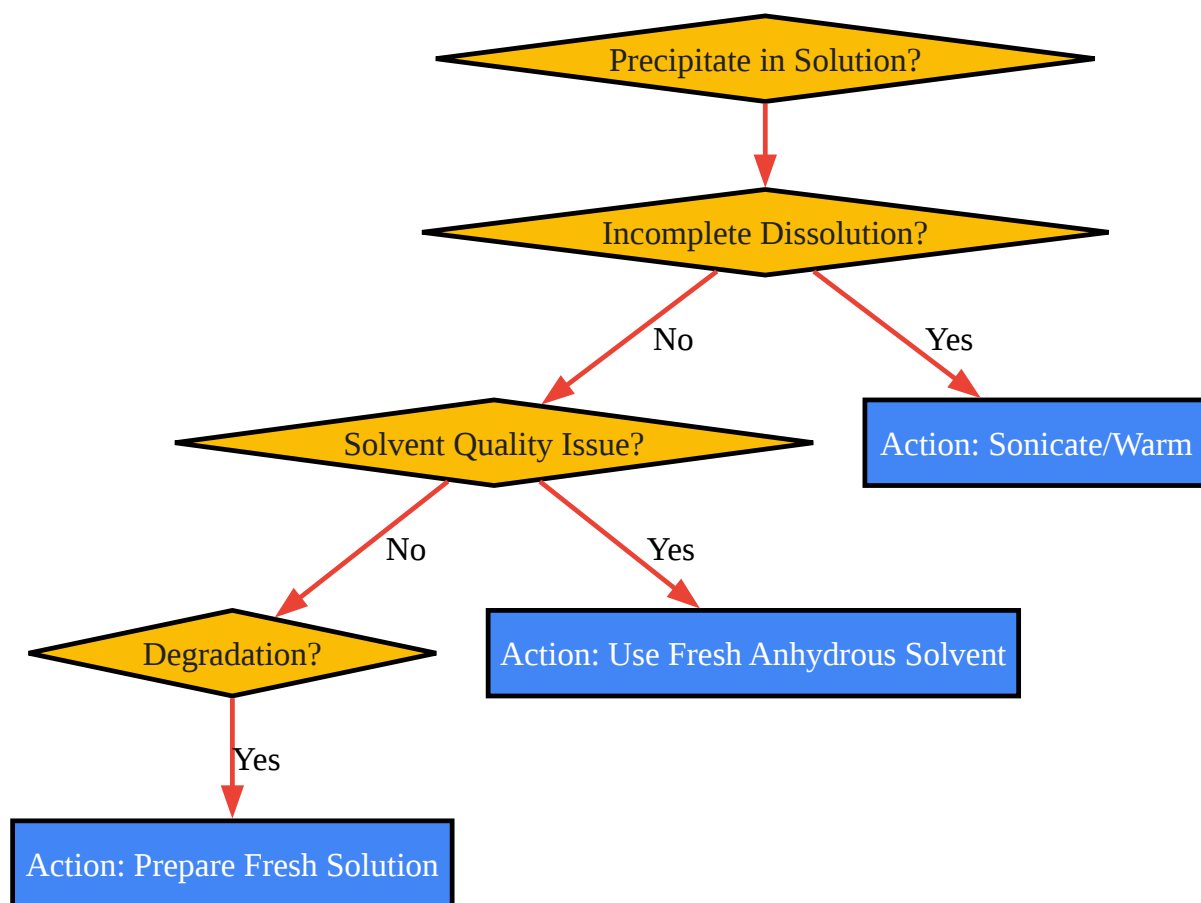 Precipitate in Solution?
Incomplete Dissolution?
No
Yes
Solvent Quality Issue?
Action: Sonicate/Warm
No
Yes
Degradation?
Action: Use Fresh Anhydrous Solvent
Yes
Action: Prepare Fresh Solution